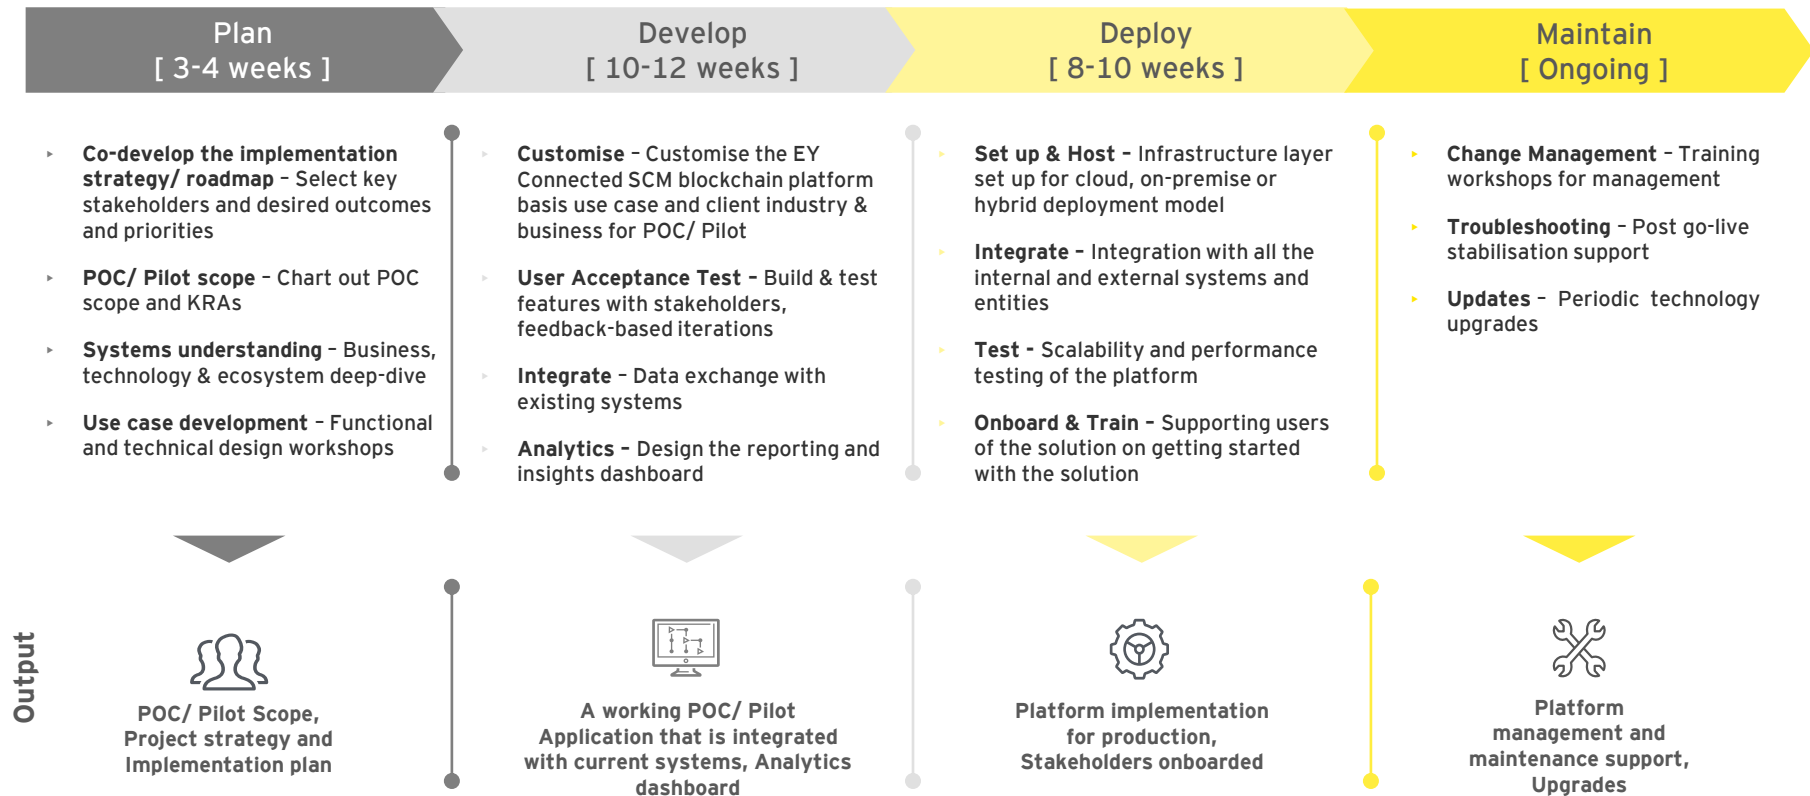 Plan
[ 3-4 weeks ]
Develop
[ 10-12 weeks ]
Deploy
[ 8-10 weeks ]
Maintain
[ Ongoing ]
Co-develop the implementation
strategy/ roadmap – Select key
stakeholders and desired outcomes
and priorities
POC/ Pilot scope – Chart out POC
scope and KRAs
Systems understanding – Business,
technology & ecosystem deep-dive
Use case development – Functional
and technical design workshops
Customise – Customise the EY
Connected SCM blockchain platform
basis use case and client industry &
business for POC/ Pilot
User Acceptance Test – Build & test
features with stakeholders,
feedback-based iterations
Integrate – Data exchange with
existing systems
Analytics – Design the reporting and
insights dashboard
Set up & Host – Infrastructure layer
set up for cloud, on-premise or
hybrid deployment model
Integrate – Integration with all the
internal and external systems and
entities
Test - Scalability and performance
testing of the platform
Onboard & Train – Supporting users
of the solution on getting started
with the solution
Change Management – Training
workshops for management
Troubleshooting – Post go-live
stabilisation support
Updates – Periodic technology
upgrades
Output
POC/ Pilot Scope,
Project strategy and
Implementation plan
A working POC/ Pilot
Application that is integrated
with current systems, Analytics
dashboard
Platform implementation
for production,
Stakeholders onboarded
Platform
management and
maintenance support,
Upgrades